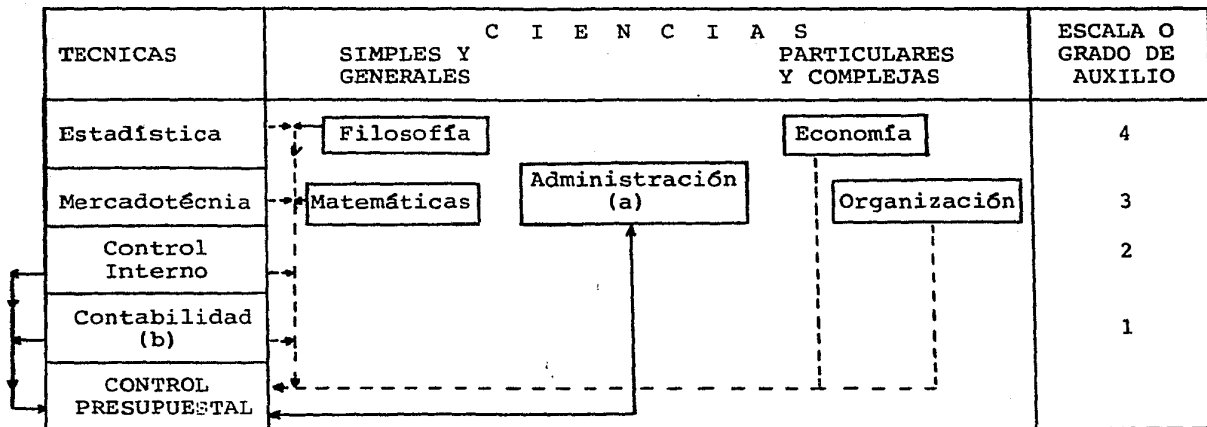 C I E N C I A S
TECNICAS
SIMPLES Y
GENERALES
PARTICULARES
Y COMPLEJAS
ESCALA O
GRADO DE
AUXILIO
Estadística
Filosofía
Economía
4
Mercadotécnia
Matemáticas
Administración
(a)
Organización
3
Control
Interno
2
Contabilidad
(b)
1
CONTROL
PRESUPUESTAL